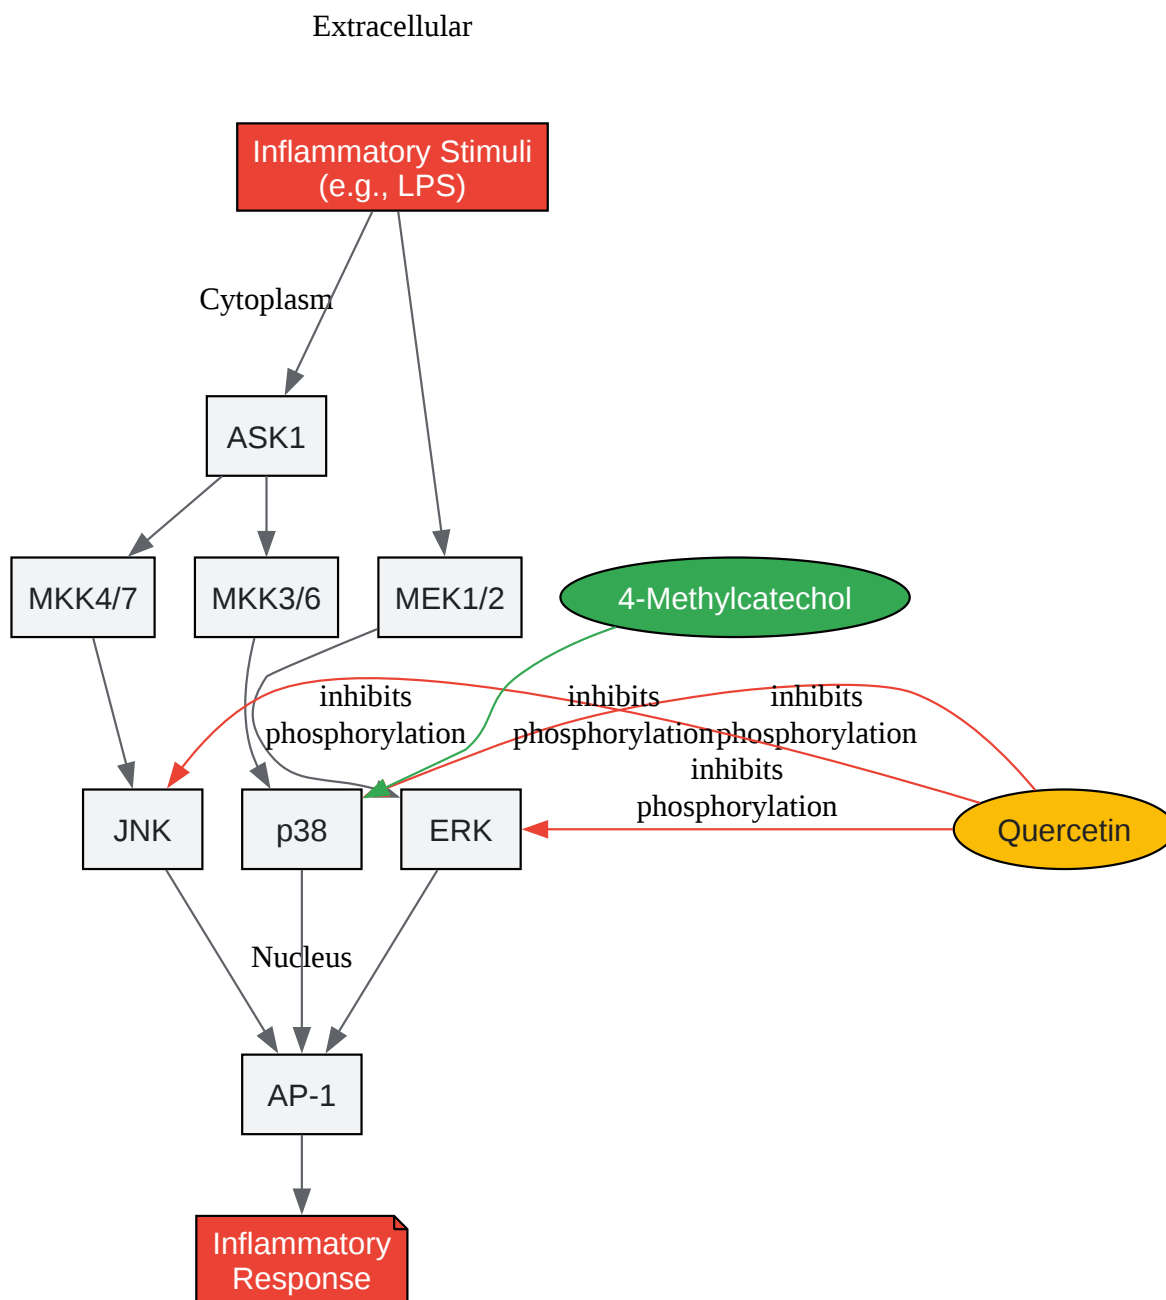 Extracellular
Inflammatory Stimuli
(e.g., LPS)
Cytoplasm
ASK1
MKK4/7
MKK3/6
MEK1/2
4-Methylcatechol
inhibits
phosphorylation
inhibits
phosphorylation
inhibits
phosphorylation
inhibits
phosphorylation
JNK
p38
ERK
Quercetin
Nucleus
AP-1
Inflammatory
Response